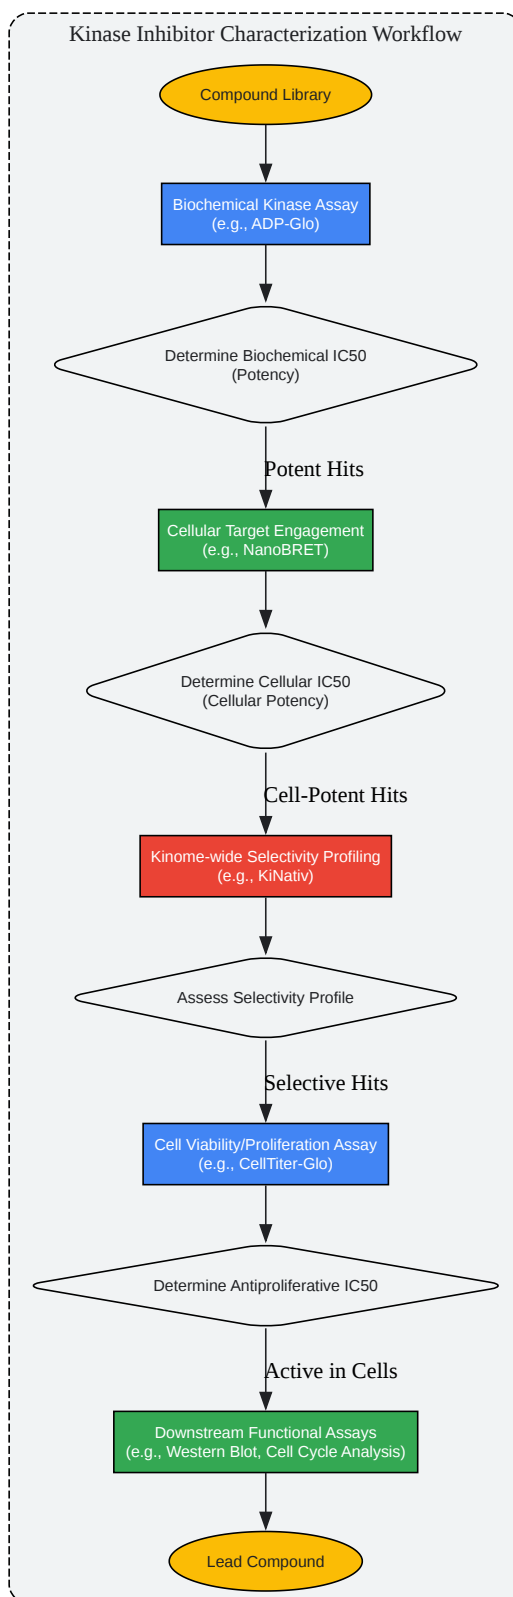 Kinase Inhibitor Characterization Workflow
Compound Library
Biochemical Kinase Assay
(e.g., ADP-Glo)
Determine Biochemical IC50
(Potency)
Potent Hits
Cellular Target Engagement
(e.g., NanoBRET)
Determine Cellular IC50
(Cellular Potency)
Cell-Potent Hits
Kinome-wide Selectivity Profiling
(e.g., KiNativ)
Assess Selectivity Profile
Selective Hits
Cell Viability/Proliferation Assay
(e.g., CellTiter-Glo)
Determine Antiproliferative IC50
Active in Cells
Downstream Functional Assays
(e.g., Western Blot, Cell Cycle Analysis)
Lead Compound